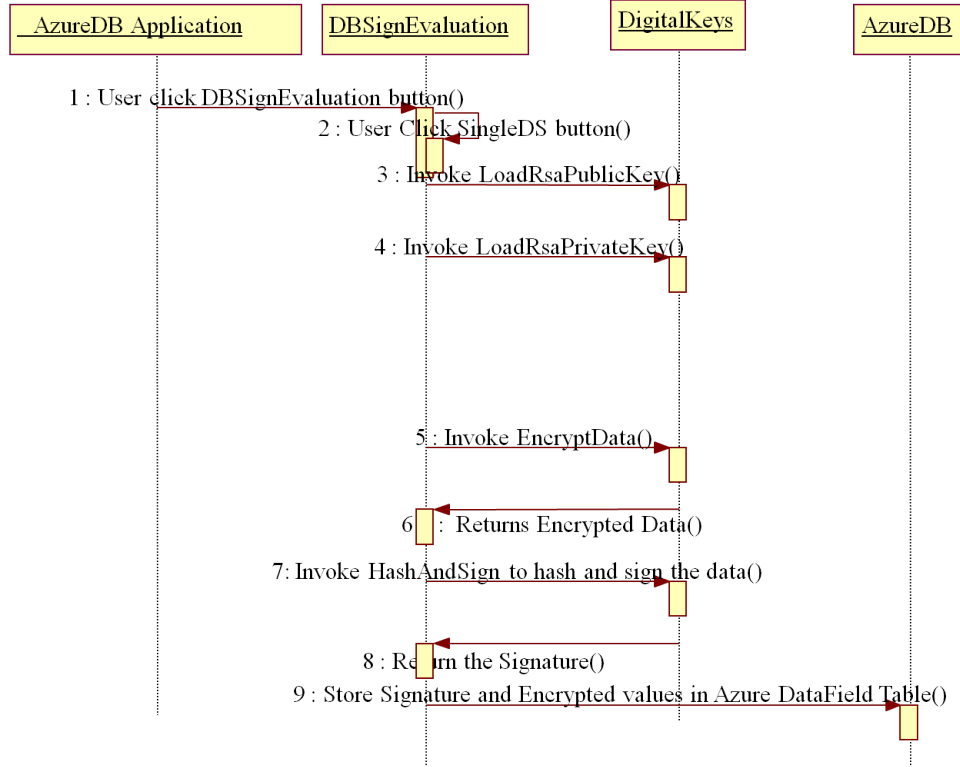 AzureDB Application
DBSignEvaluation
DigitalKeys
AzureDB
1 : User click DBSignEvaluation button()
2 : User Click SingleDS button()
3 : Invoke LoadRsaPublicKey()
4 : Invoke LoadRsaPrivateKey()
5 : Invoke EncryptData()
6 : Returns Encrypted Data()
7: Invoke HashAndSign to hash and sign the data()
8 : Return the Signature()
9 : Store Signature and Encrypted values in Azure DataField Table()